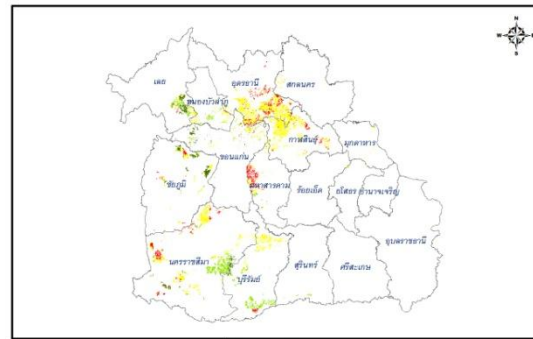 N
W E
S
เลย
อุดรธานี
สกลนคร
หนองบัวลำภู
กาฬสินธุ์
มุกดาหาร
ขอนแก่น
ชัยภูมิ
มหาสารคาม
ร้อยเอ็ด
ยโสธร
อำนาจเจริญ
อุบลราชธานี
นครราชสีมา
บุรีรัมย์
สุรินทร์
ศรีสะเกษ